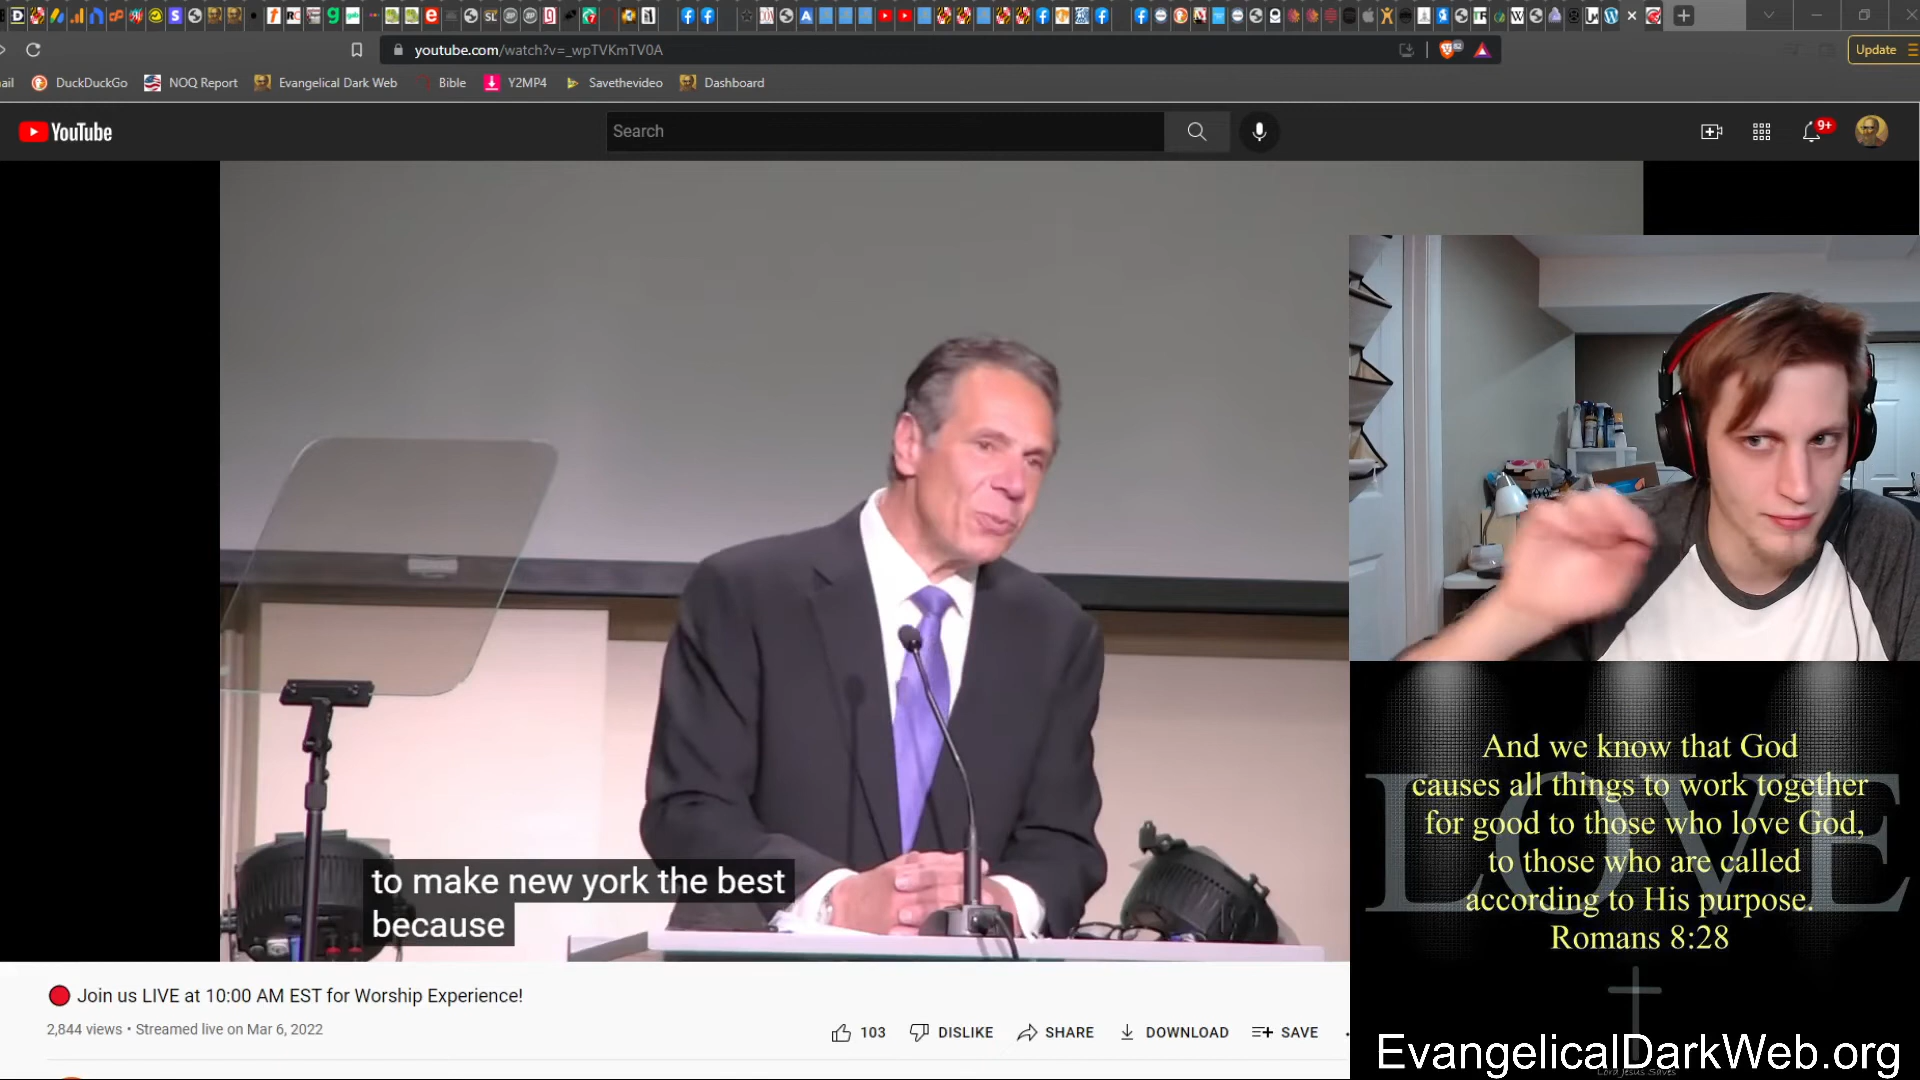 youtube.com/watch?v=_wpTVKmTV0A
Update
ail
DuckDuckGo
NOQ Report
Evangelical Dark Web
Bible
Y2MP4
Savethevideo
Dashboard
YouTube
Search
9+
to make new york the best
because
And we know that God
causes all things to work together
for good to those who love God,
to those who are called
according to His purpose.
Romans 8:28
LOVE
Join us LIVE at 10:00 AM EST for Worship Experience!
2,844 views • Streamed live on Mar 6, 2022
103
DISLIKE
SHARE
DOWNLOAD
SAVE
EvangelicalDarkWeb.org
Lord Jesus Saves